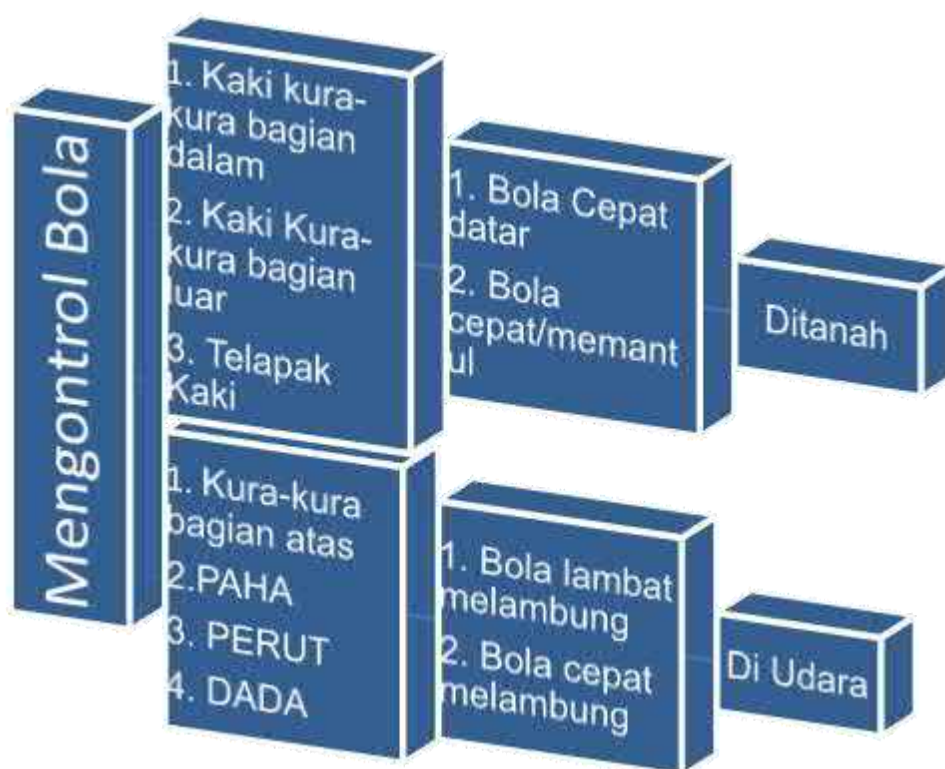 Mengontrol Bola
1. Kaki kura-
kura bagian
dalam
2. Kaki Kura-
kura bagian
luar
3. Telapak
Kaki
1. Bola Cepat
datar
2. Bola
cepat/memant
ul
Ditanah
1. Kura-kura
bagian atas
2.PAHA
3. PERUT
4. DADA
1. Bola lambat
melambung
2. Bola cepat
melambung
Di Udara